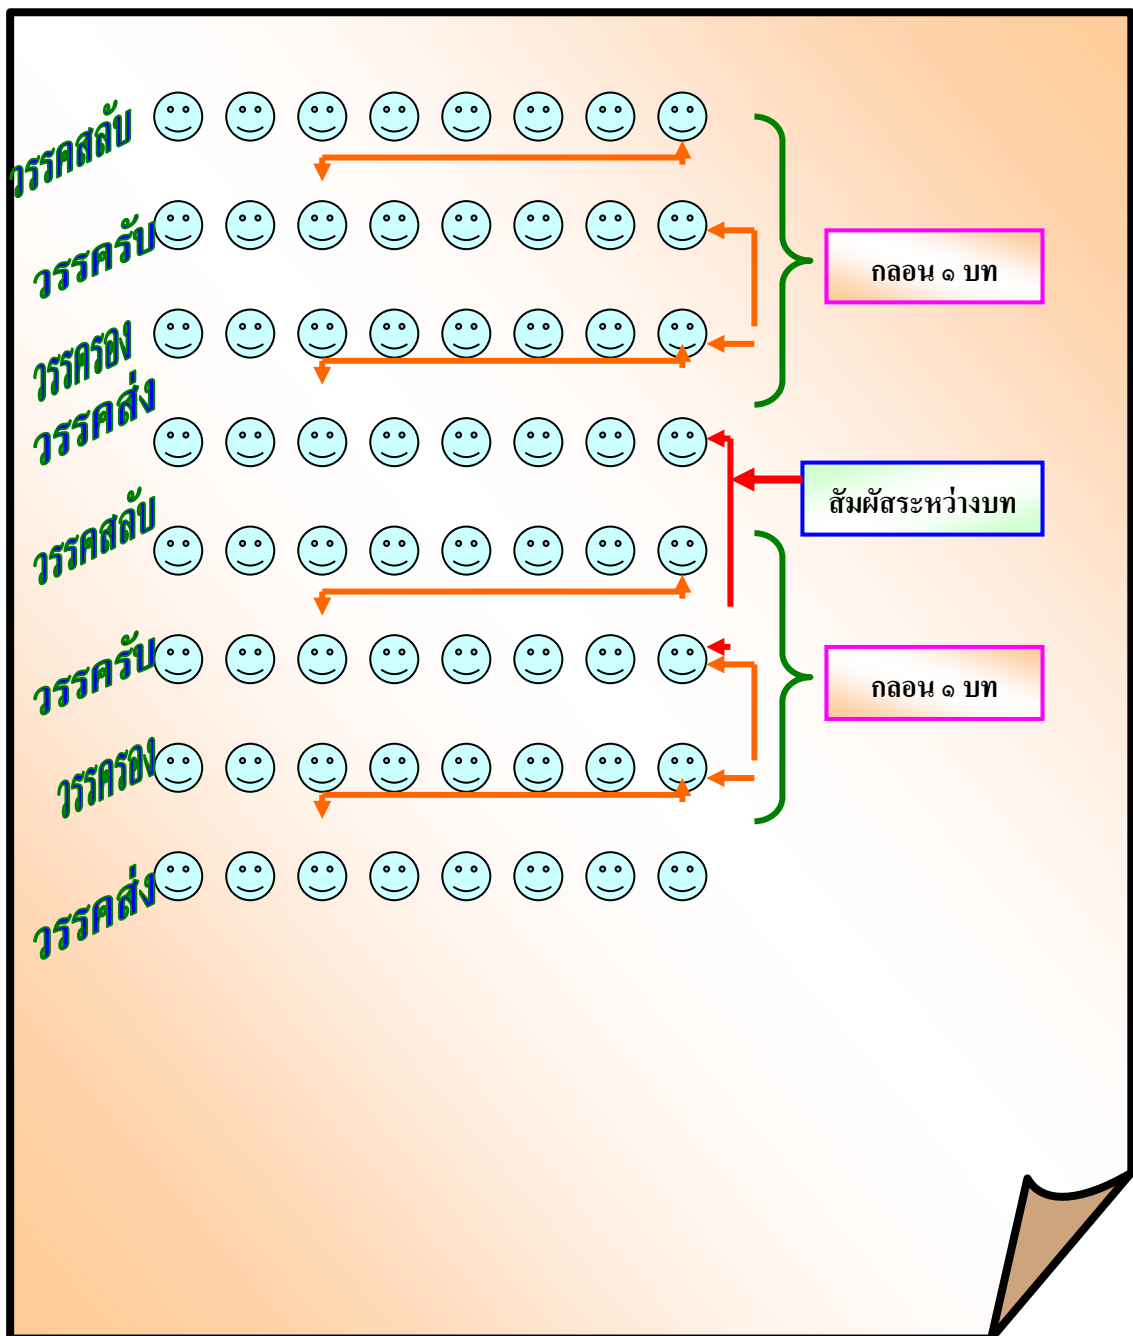 วรรคสลับ
วรรครับ
กลอน ๑ บท
วรรครอง
วรรคส่ง
สัมผัสระหว่างบท
วรรคสลับ
วรรครับ
กลอน ๑ บท
วรรครอง
วรรคส่ง